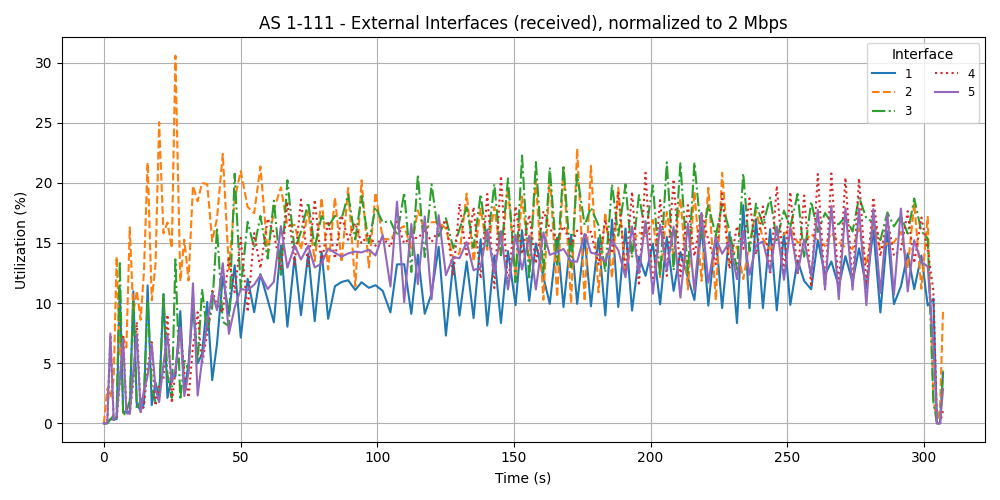 AS 1-111 - External Interfaces (received), normalized to 2 Mbps
Interface
1 4
2 5
3
Utilization (%)
30
25
20
15
10
5
0
0 50 100 150 200 250 300
Time (s)